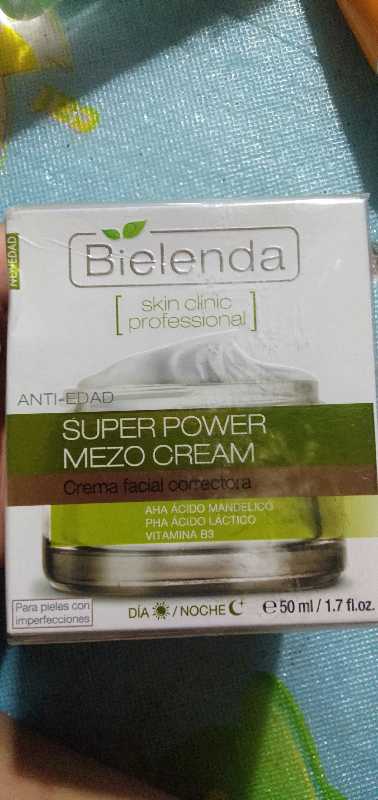 NOVEDAD
Bielenda
[ skin clinic
professional ]
ANTI-EDAD
SUPER POWER
MEZO CREAM
Crema facial correctora
AHA ÁCIDO MANDÉLICO
PHA ÁCIDO LÁCTICO
VITAMINA B3
Para pieles con
imperfecciones
DÍA / NOCHE
e 50 ml / 1.7 fl.oz.